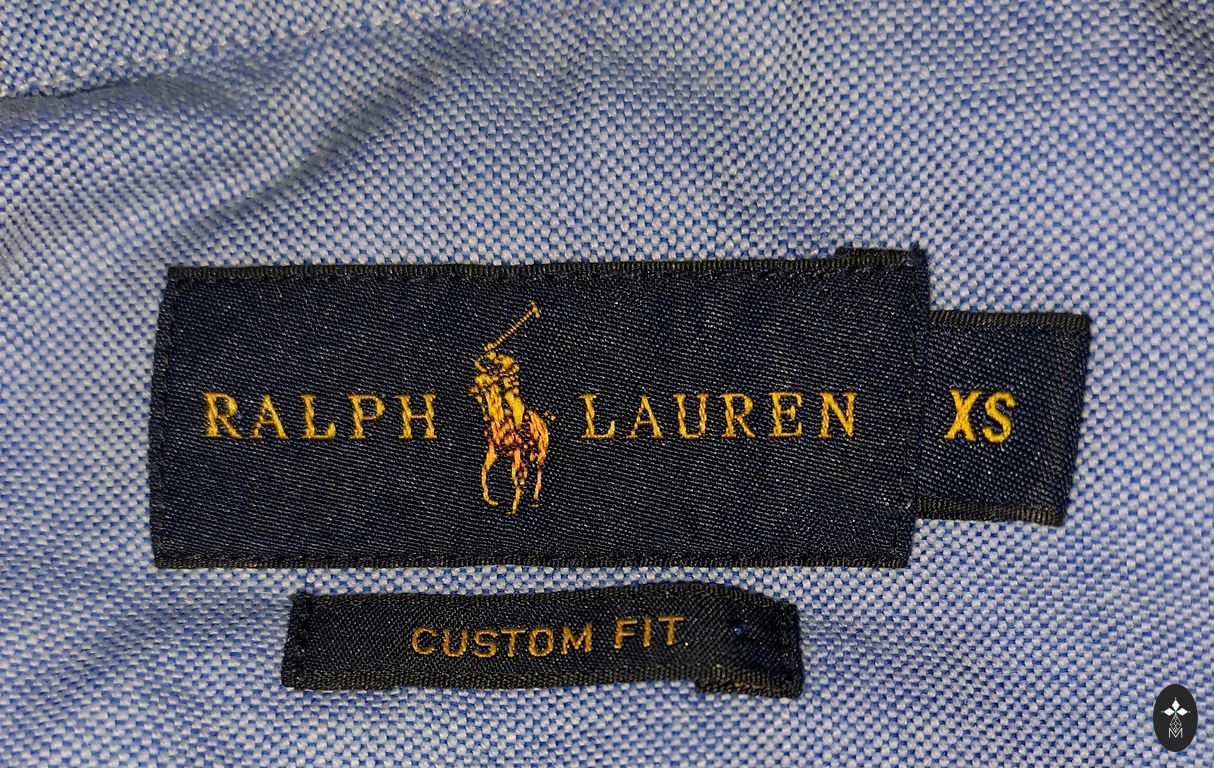 RALPH LAUREN XS
CUSTOM FIT
M